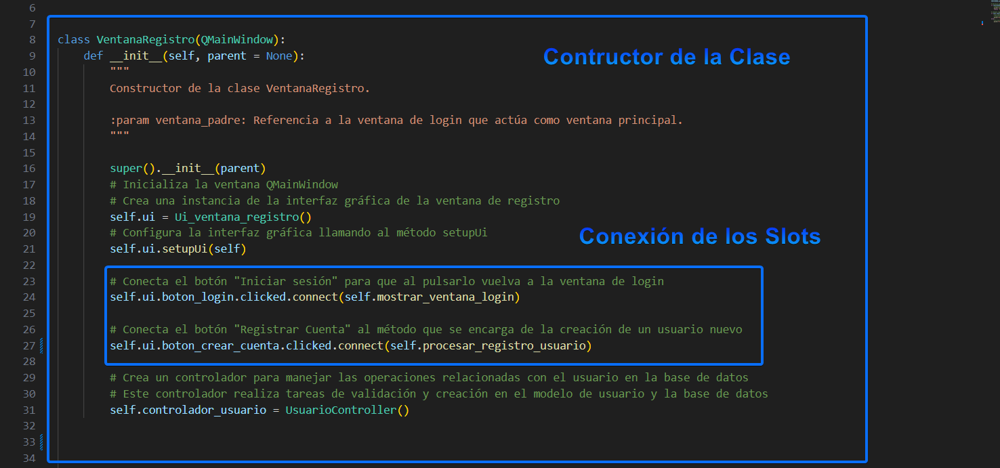 6
7
8 class VentanaRegistro(QMainWindow):
9 def __init__(self, parent = None):
Contructor de la Clase
10 """
11 Constructor de la clase VentanaRegistro.
12
13 :param ventana_padre: Referencia a la ventana de login que actúa como ventana principal.
14 """
15
16 super().__init__(parent)
17 # Inicializa la ventana QMainWindow
18 # Crea una instancia de la interfaz gráfica de la ventana de registro
19 self.ui = Ui_ventana_registro()
20 # Configura la interfaz gráfica llamando al método setupUi
Conexión de los Slots
21 self.ui.setupUi(self)
22
23 # Conecta el botón "Iniciar sesión" para que al pulsarlo vuelva a la ventana de login
24 self.ui.boton_login.clicked.connect(self.mostrar_ventana_login)
25
26 # Conecta el botón "Registrar Cuenta" al método que se encarga de la creación de un usuario nuevo
27 self.ui.boton_crear_cuenta.clicked.connect(self.procesar_registro_usuario)
28
29 # Crea un controlador para manejar las operaciones relacionadas con el usuario en la base de datos
30 # Este controlador realiza tareas de validación y creación en el modelo de usuario y la base de datos
31 self.controlador_usuario = UsuarioController()
32
33
34